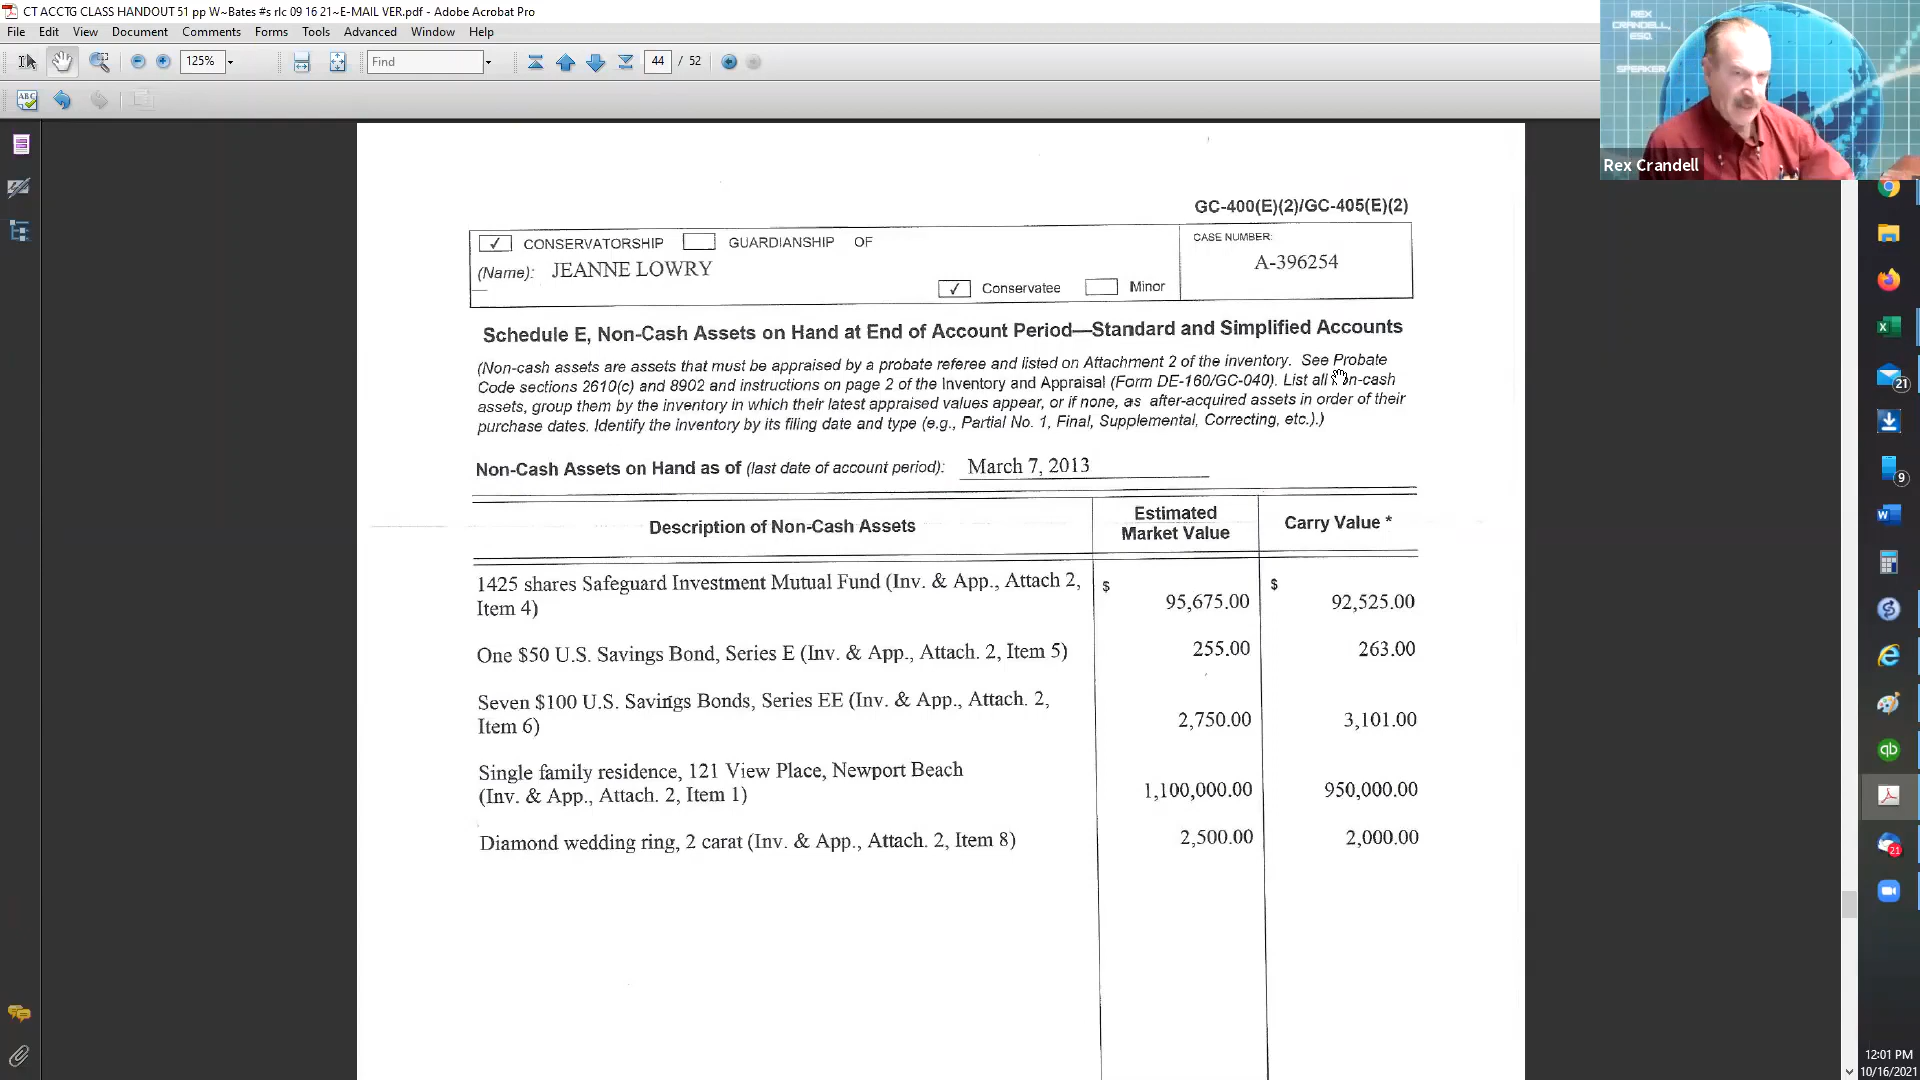 CT ACCTG CLASS HANDOUT 51 pp W~Bates #s rlc 09 16 21~E-MAIL VER.pdf - Adobe Acrobat Pro
File Edit View Document Comments Forms Tools Advanced Window Help
125% Find 44 / 52
REX
CRANDELL,
ESQ.
SPEAKER
Rex Crandell
GC-400(E)(2)/GC-405(E)(2)
✓ CONSERVATORSHIP GUARDIANSHIP OF
(Name): JEANNE LOWRY
✓ Conservatee Minor
CASE NUMBER:
A-396254
Schedule E, Non-Cash Assets on Hand at End of Account Period—Standard and Simplified Accounts
(Non-cash assets are assets that must be appraised by a probate referee and listed on Attachment 2 of the inventory. See Probate
Code sections 2610(c) and 8902 and instructions on page 2 of the Inventory and Appraisal (Form DE-160/GC-040). List all non-cash
assets, group them by the inventory in which their latest appraised values appear, or if none, as after-acquired assets in order of their
purchase dates. Identify the inventory by its filing date and type (e.g., Partial No. 1, Final, Supplemental, Correcting, etc.).)
Non-Cash Assets on Hand as of (last date of account period): March 7, 2013
Description of Non-Cash Assets
Estimated
Market Value
Carry Value *
1425 shares Safeguard Investment Mutual Fund (Inv. & App., Attach 2,
Item 4)
$ 95,675.00 $ 92,525.00
One $50 U.S. Savings Bond, Series E (Inv. & App., Attach. 2, Item 5) 255.00 263.00
Seven $100 U.S. Savings Bonds, Series EE (Inv. & App., Attach. 2,
Item 6) 2,750.00 3,101.00
Single family residence, 121 View Place, Newport Beach
(Inv. & App., Attach. 2, Item 1) 1,100,000.00 950,000.00
Diamond wedding ring, 2 carat (Inv. & App., Attach. 2, Item 8) 2,500.00 2,000.00
21
9
21
12:01 PM
10/16/2021